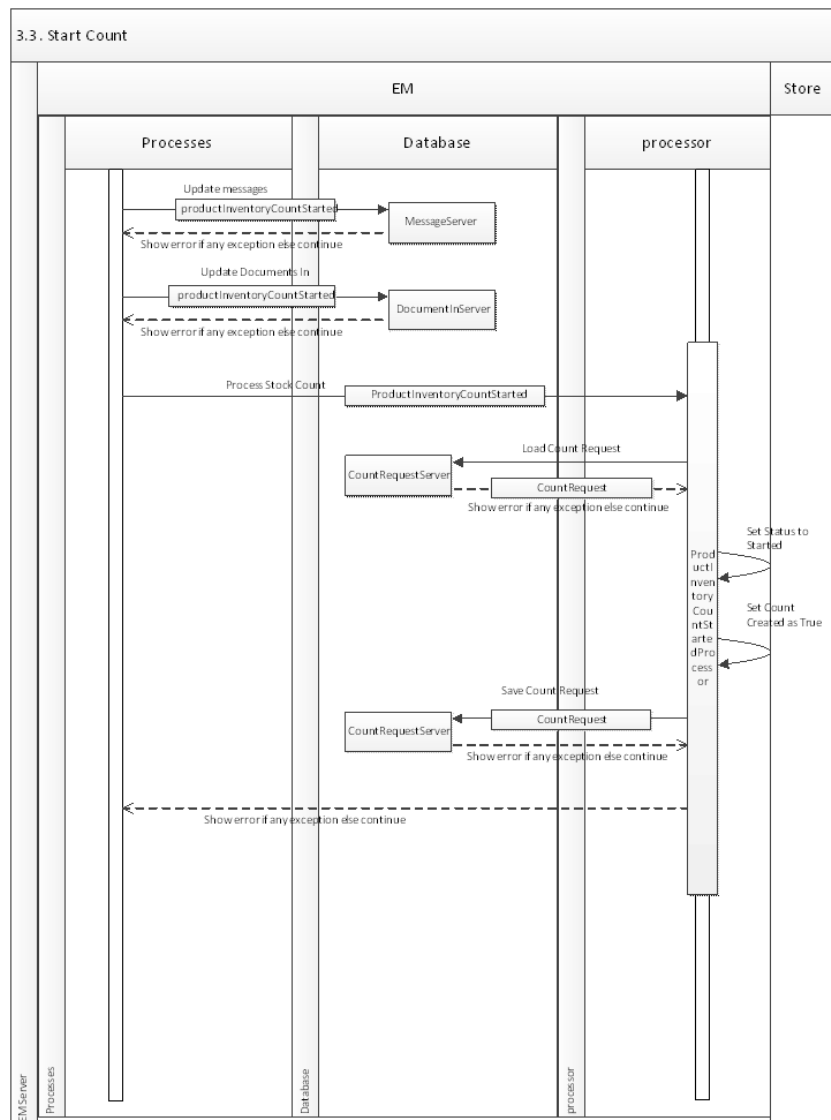 3.3. Start Count
EM
Store
Processes
Database
processor
Update messages
productInventoryCountStarted
MessageServer
Show error if any exception else continue
Update Documents In
productInventoryCountStarted
DocumentInServer
Show error if any exception else continue
Process Stock Count
ProductInventoryCountStarted
Load Count Request
CountRequestServer
CountRequest
Show error if any exception else continue
Set Status to
Started
Prod
uctI
nven
tory
Cou
ntSt
arte
dPro
cess
or
Set Count
Created as True
Save Count Request
CountRequest
CountRequestServer
Show error if any exception else continue
Show error if any exception else continue
EM Server
Processes
Database
processor